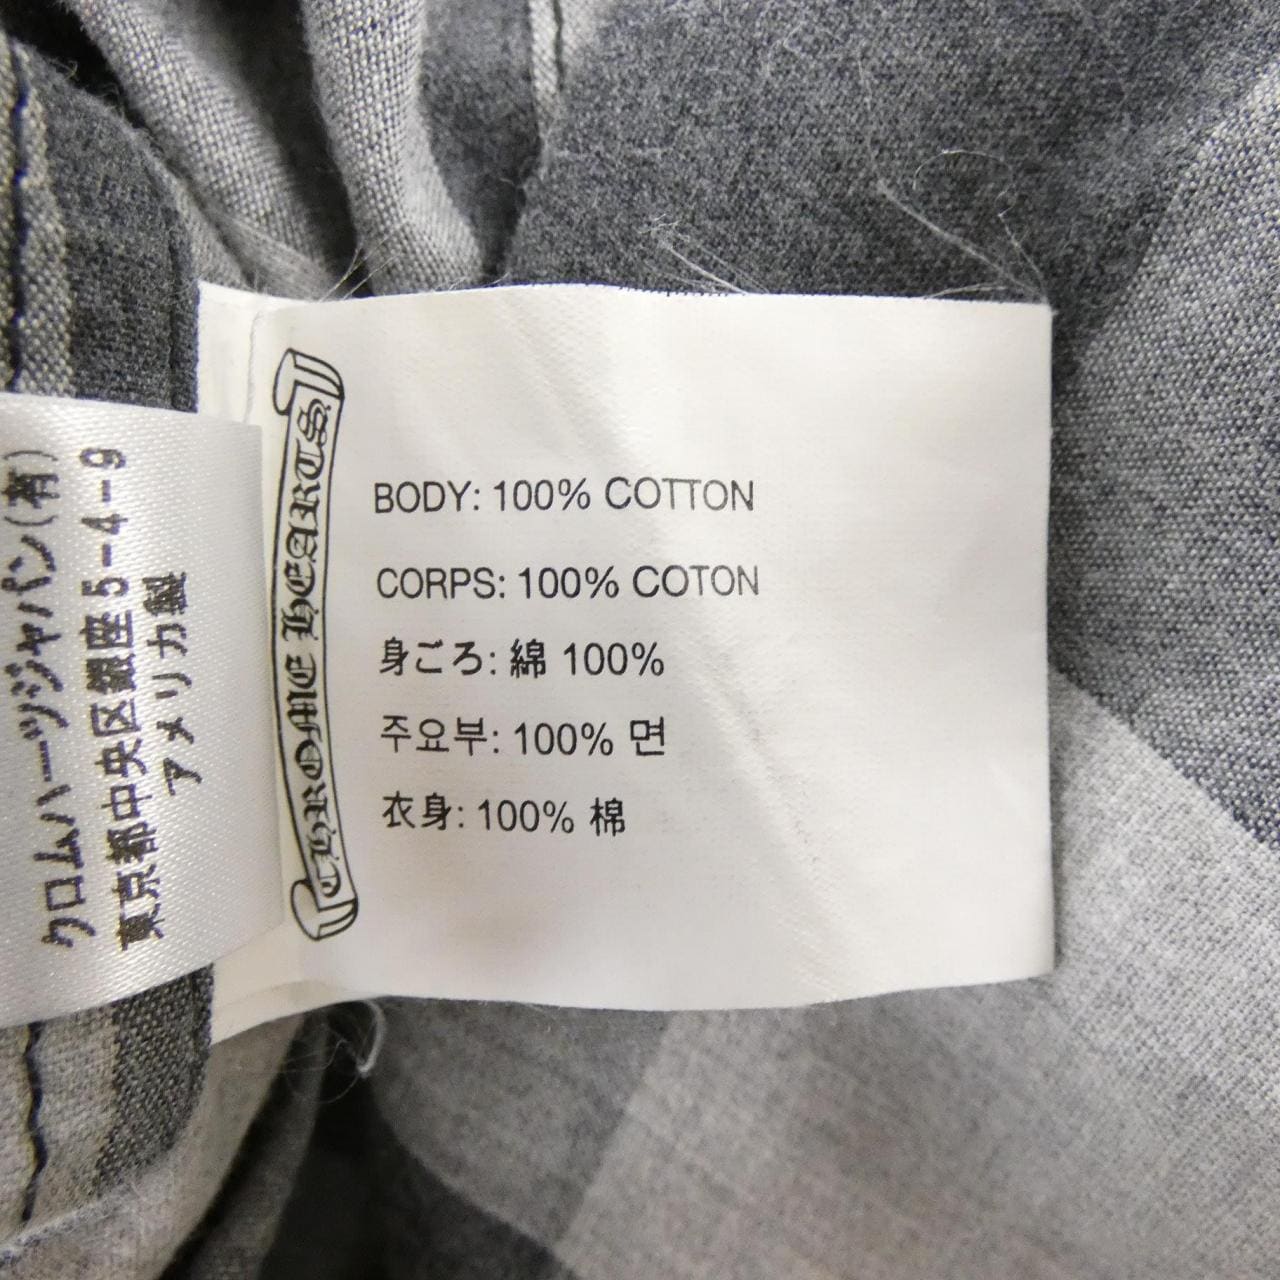 クロムハーツジャパン(有)
東京都中央区銀座5-4-9
アメリカ製
CHROME HEARTS
BODY: 100% COTTON
CORPS: 100% COTON
身ごろ: 綿 100%
주요부: 100% 면
衣身: 100% 棉